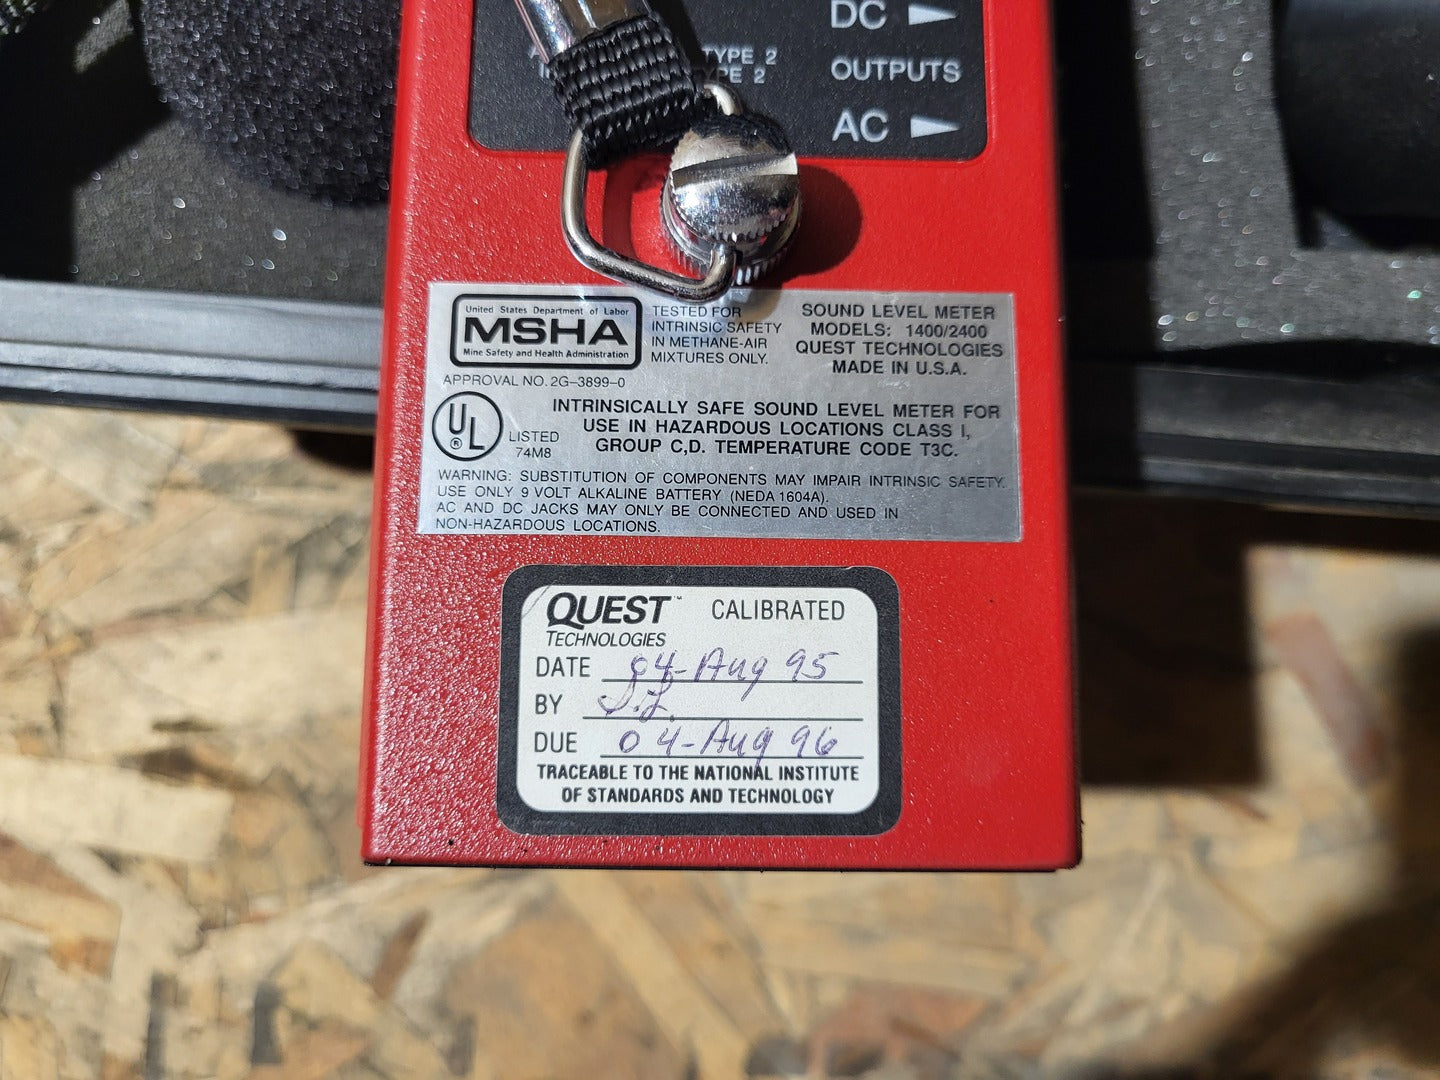 DC
TYPE 2
TYPE 2
OUTPUTS
AC
United States Department of Labor
MSHA
Mine Safety and Health Administration
TESTED FOR
INTRINSIC SAFETY
IN METHANE-AIR
MIXTURES ONLY.
SOUND LEVEL METER
MODELS: 1400/2400
QUEST TECHNOLOGIES
MADE IN U.S.A.
APPROVAL NO. 2G-3899-0
UL
®
LISTED
74M8
INTRINSICALLY SAFE SOUND LEVEL METER FOR
USE IN HAZARDOUS LOCATIONS CLASS I,
GROUP C,D. TEMPERATURE CODE T3C.
WARNING: SUBSTITUTION OF COMPONENTS MAY IMPAIR INTRINSIC SAFETY.
USE ONLY 9 VOLT ALKALINE BATTERY (NEDA 1604A).
AC AND DC JACKS MAY ONLY BE CONNECTED AND USED IN
NON-HAZARDOUS LOCATIONS.
QUEST™ CALIBRATED
TECHNOLOGIES
DATE 04-Aug 95
BY S.L.
DUE 04-Aug 96
TRACEABLE TO THE NATIONAL INSTITUTE
OF STANDARDS AND TECHNOLOGY